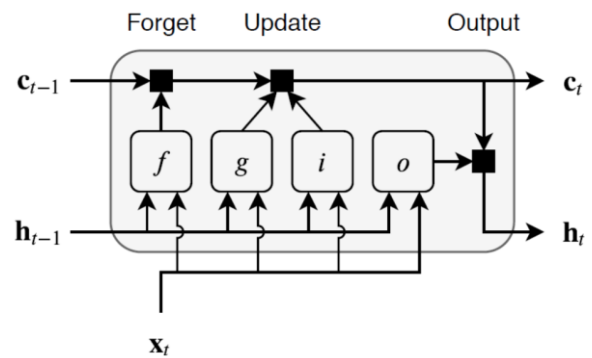 Forget Update Output
c_{t−1} c_t
f g i o
h_{t−1} h_t
x_t